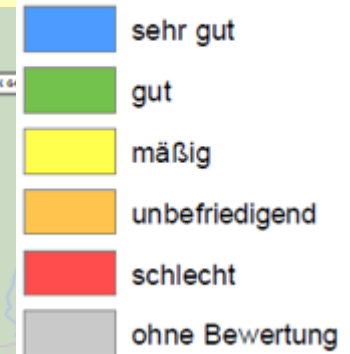 sehr gut
gut
mäßig
unbefriedigend
schlecht
ohne Bewertung